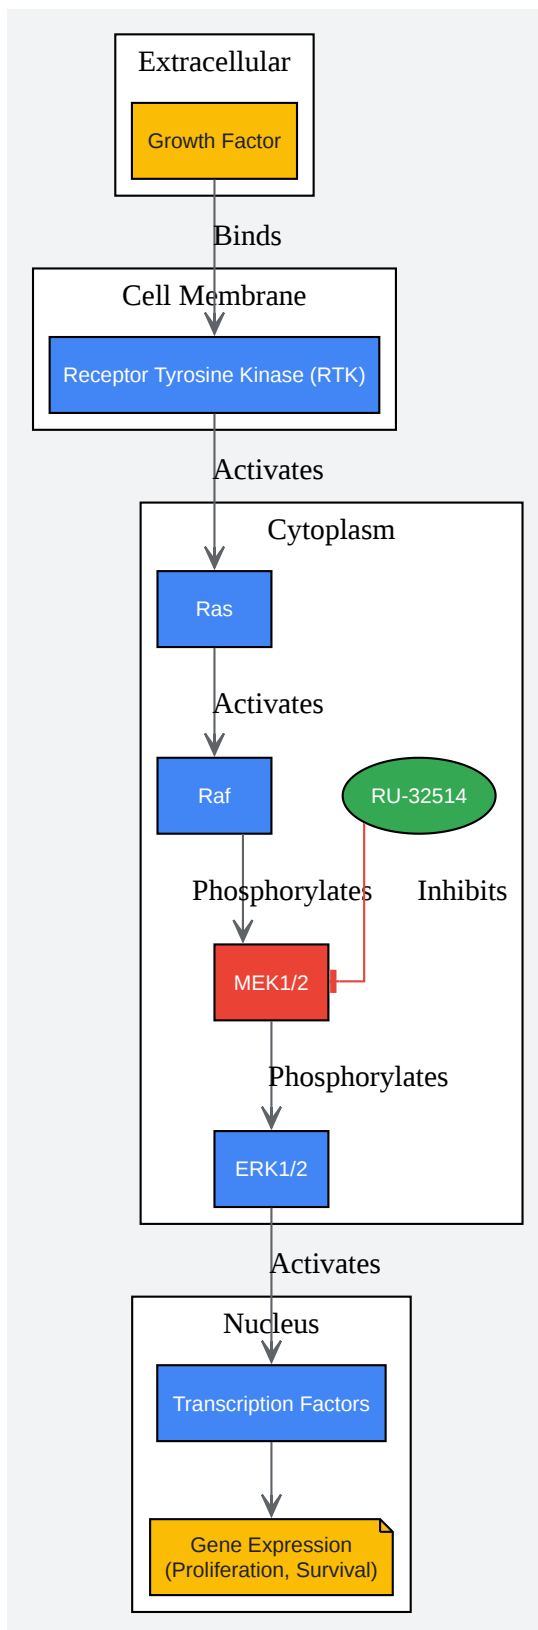 Extracellular
Growth Factor
Binds
Cell Membrane
Receptor Tyrosine Kinase (RTK)
Activates
Cytoplasm
Ras
Activates
Raf
RU-32514
Phosphorylates
Inhibits
MEK1/2
Phosphorylates
ERK1/2
Activates
Nucleus
Transcription Factors
Gene Expression
(Proliferation, Survival)